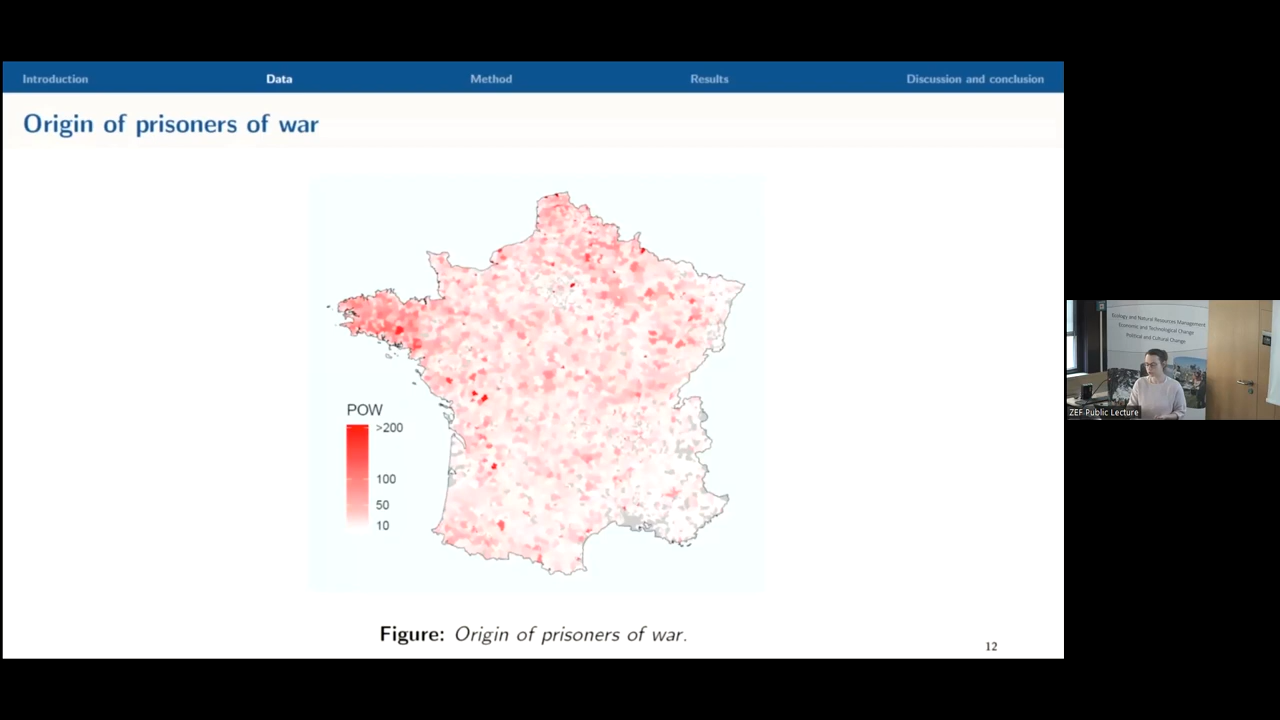 Introduction
Data
Method
Results
Discussion and conclusion
Origin of prisoners of war
POW
>200
100
50
10
Figure: Origin of prisoners of war.
12
Ecology and Natural Resources Management
Economic and Technological Change
Political and Cultural Change
ZEF Public Lecture